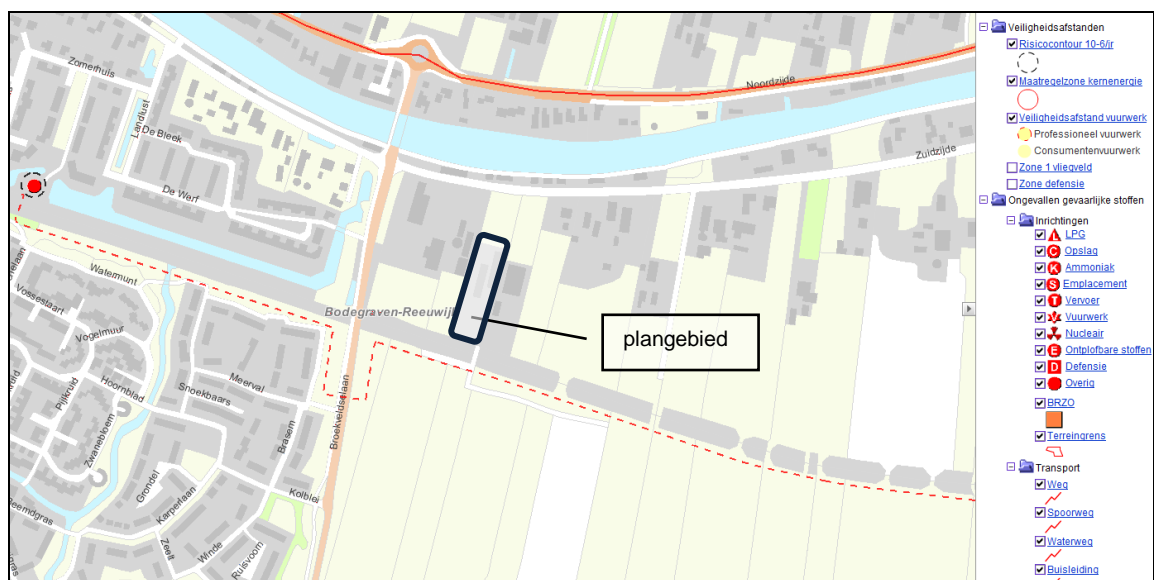 Zomerhuis
Landlust
De Bleek
De Werf
Noordzijde
Zuidzijde
Watermunt
Vossestaart
Vogelmuur
Pijlkruid
Hoornblad
Zwanebloem
Meerval
Snoekbaars
Brasem
Broekveldselaan
Bodegraven-Reeuwijk
plangebied
Grondel
Karperlaan
Kolblei
Zeelt
Winde
Ruisvoorn
Veiligheidsafstanden
Risicocontour 10-6/jr
Maatregelzone kernenergie
Veiligheidsafstand vuurwerk
Professioneel vuurwerk
Consumentenvuurwerk
Zone 1 vliegveld
Zone defensie
Ongevallen gevaarlijke stoffen
Inrichtingen
L LPG
C Opslag
K Ammoniak
S Emplacement
Vervoer
Vuurwerk
Nucleair
E Ontplofbare stoffen
D Defensie
Overig
BRZO
Terreingrens
Transport
Weg
Spoorweg
Waterweg
Buisleiding